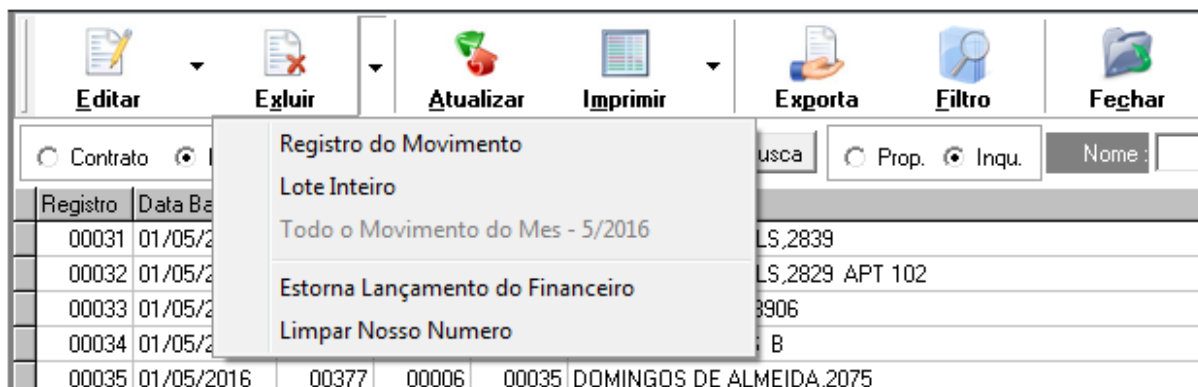 Editar Exluir Atualizar Imprimir Exporta Filtro Fechar
Contrato usca Prop. Inqu. Nome :
Registro do Movimento
Lote Inteiro
Todo o Movimento do Mes - 5/2016
Estorna Lançamento do Financeiro
Limpar Nosso Numero
Registro Data Ba
00031 01/05/2 LS,2839
00032 01/05/2 LS,2829 APT 102
00033 01/05/2 3906
00034 01/05/2 B
00035 01/05/2016 00377 00006 00035 DOMINGOS DE ALMEIDA,2075